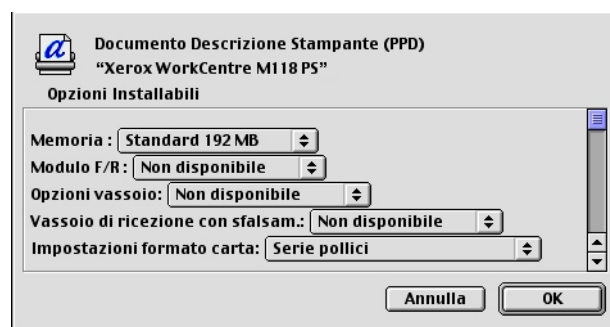 Documento Descrizione Stampante (PPD)
“Xerox WorkCentre M118 PS”
Opzioni Installabili
Memoria : Standard 192 MB
Modulo F/R: Non disponibile
Opzioni vassoio: Non disponibile
Vassoio di ricezione con sfalsam.: Non disponibile
Impostazioni formato carta: Serie pollici
Annulla OK